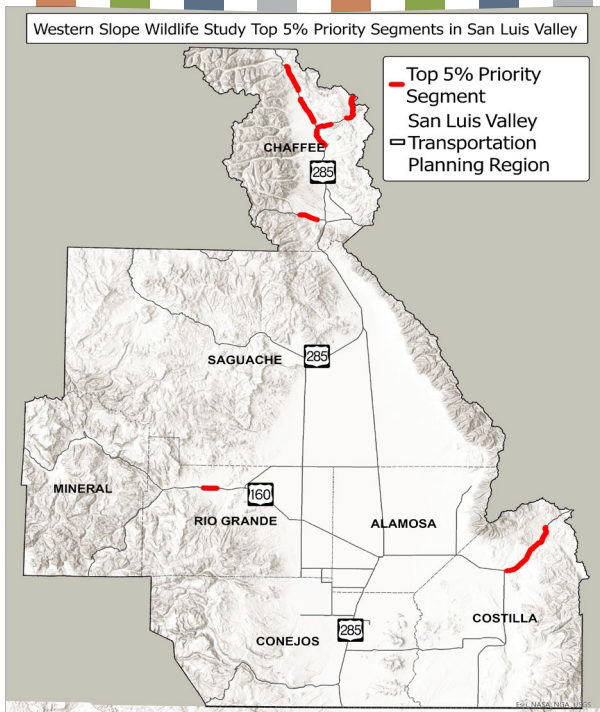 Western Slope Wildlife Study Top 5% Priority Segments in San Luis Valley
Top 5% Priority
Segment
San Luis Valley
Transportation
Planning Region
CHAFFEE
285
SAGUACHE
285
MINERAL
160
RIO GRANDE
ALAMOSA
COSTILLA
CONEJOS
285
Esri, NASA, NGA, USGS